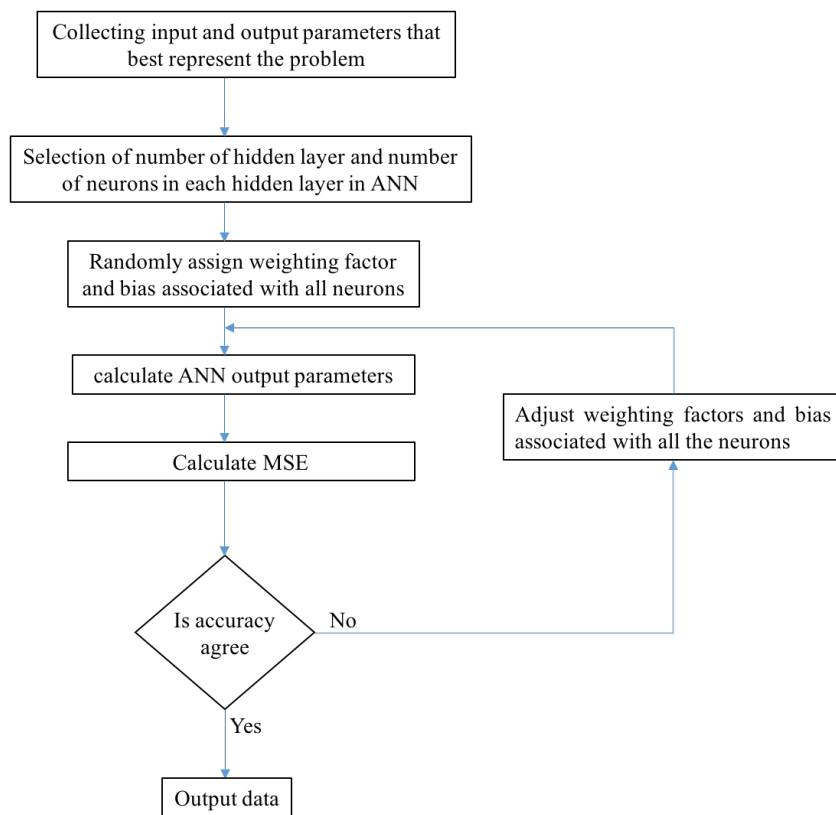 Collecting input and output parameters that
best represent the problem
Selection of number of hidden layer and number
of neurons in each hidden layer in ANN
Randomly assign weighting factor
and bias associated with all neurons
calculate ANN output parameters
Adjust weighting factors and bias
associated with all the neurons
Calculate MSE
Is accuracy
agree
No
Yes
Output data